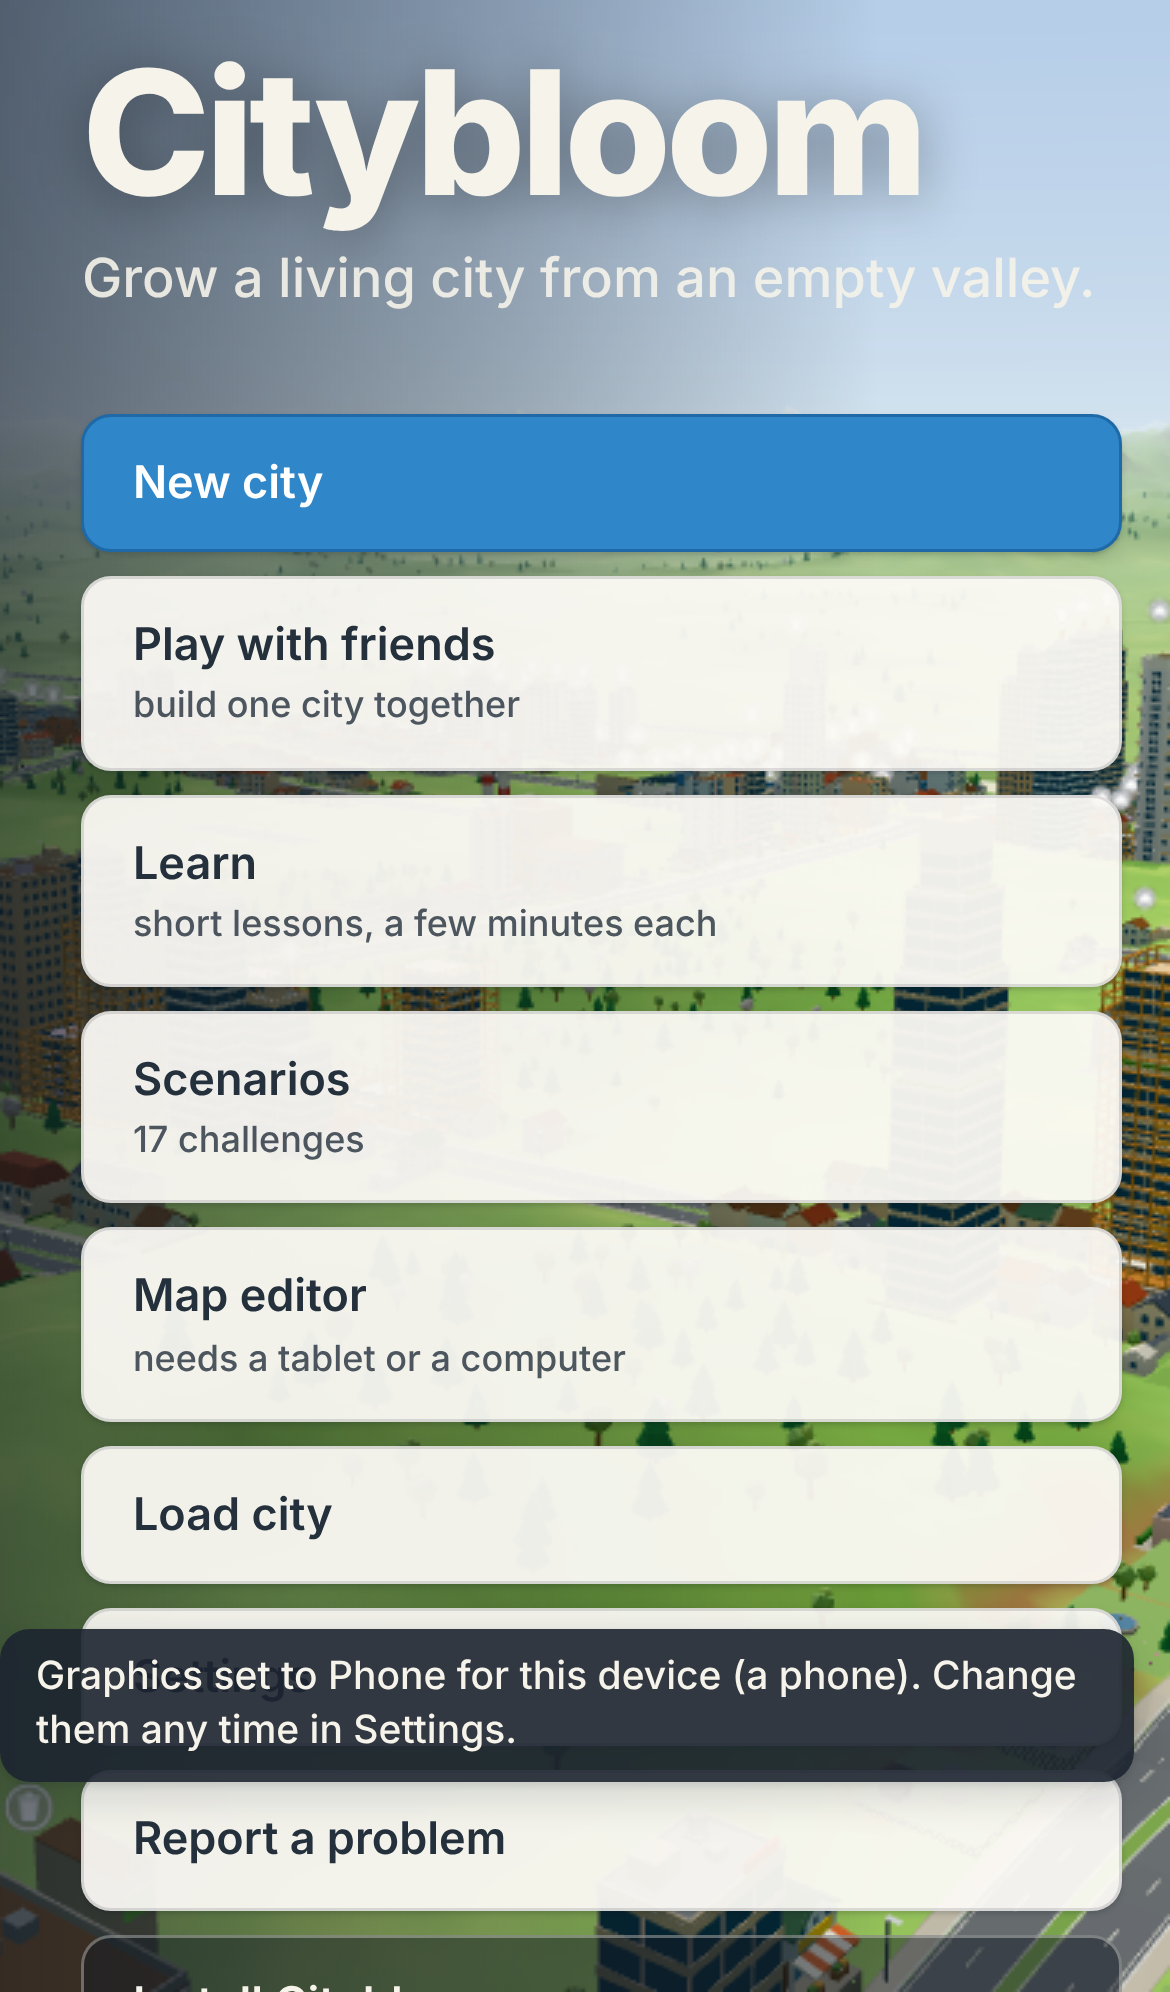 Citybloom
Grow a living city from an empty valley.
New city
Play with friends
build one city together
Learn
short lessons, a few minutes each
Scenarios
17 challenges
Map editor
needs a tablet or a computer
Load city
Settings
Graphics set to Phone for this device (a phone). Change
them any time in Settings.
Report a problem